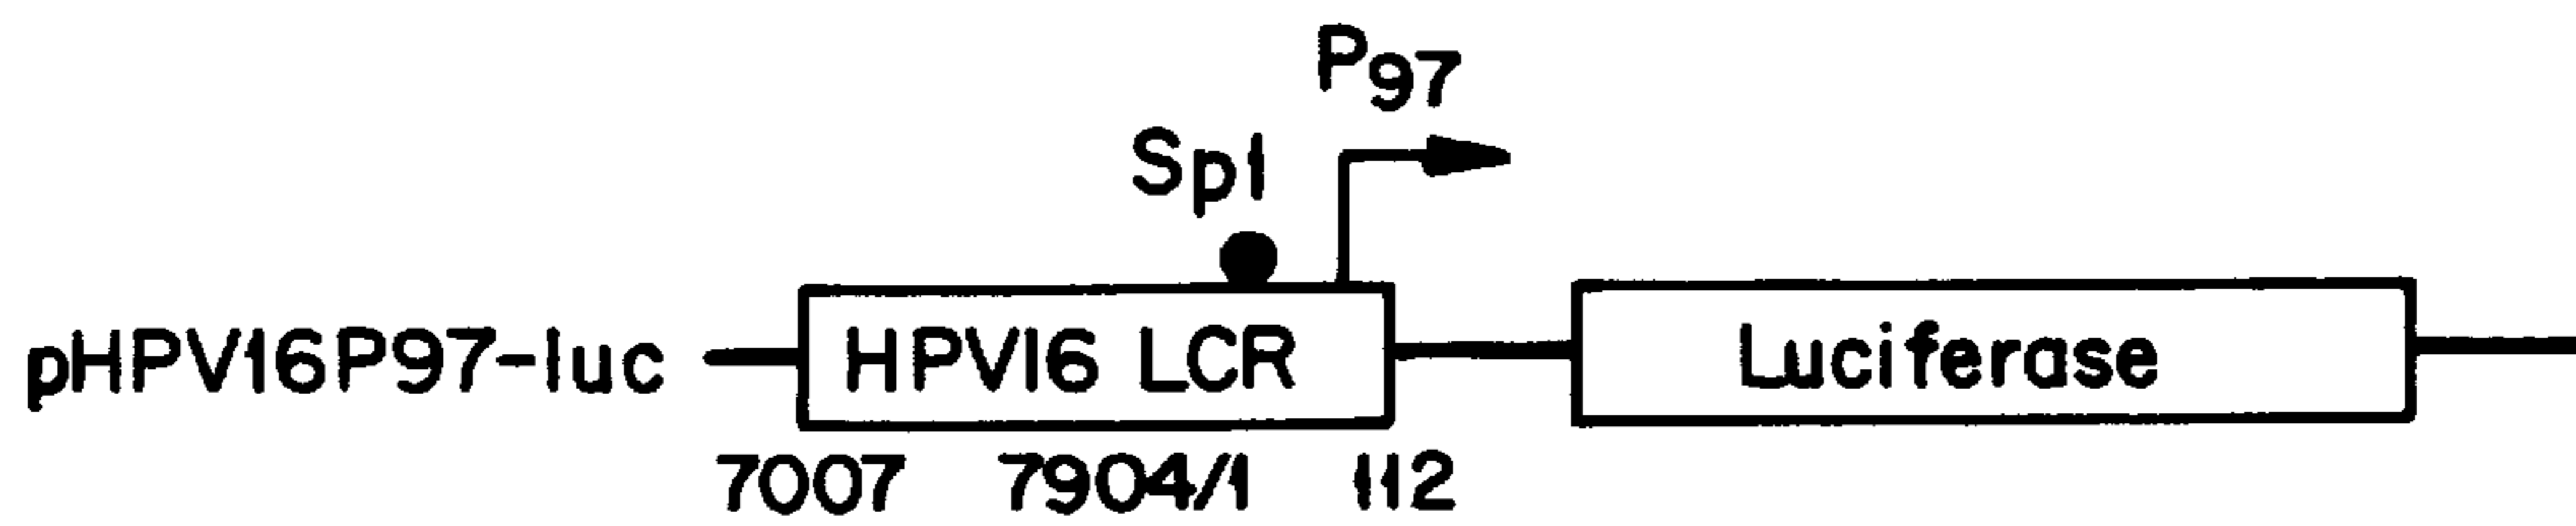 P97
Sp1
pHPV16P97-luc
HPV16 LCR
Luciferase
7007 7904/1 112